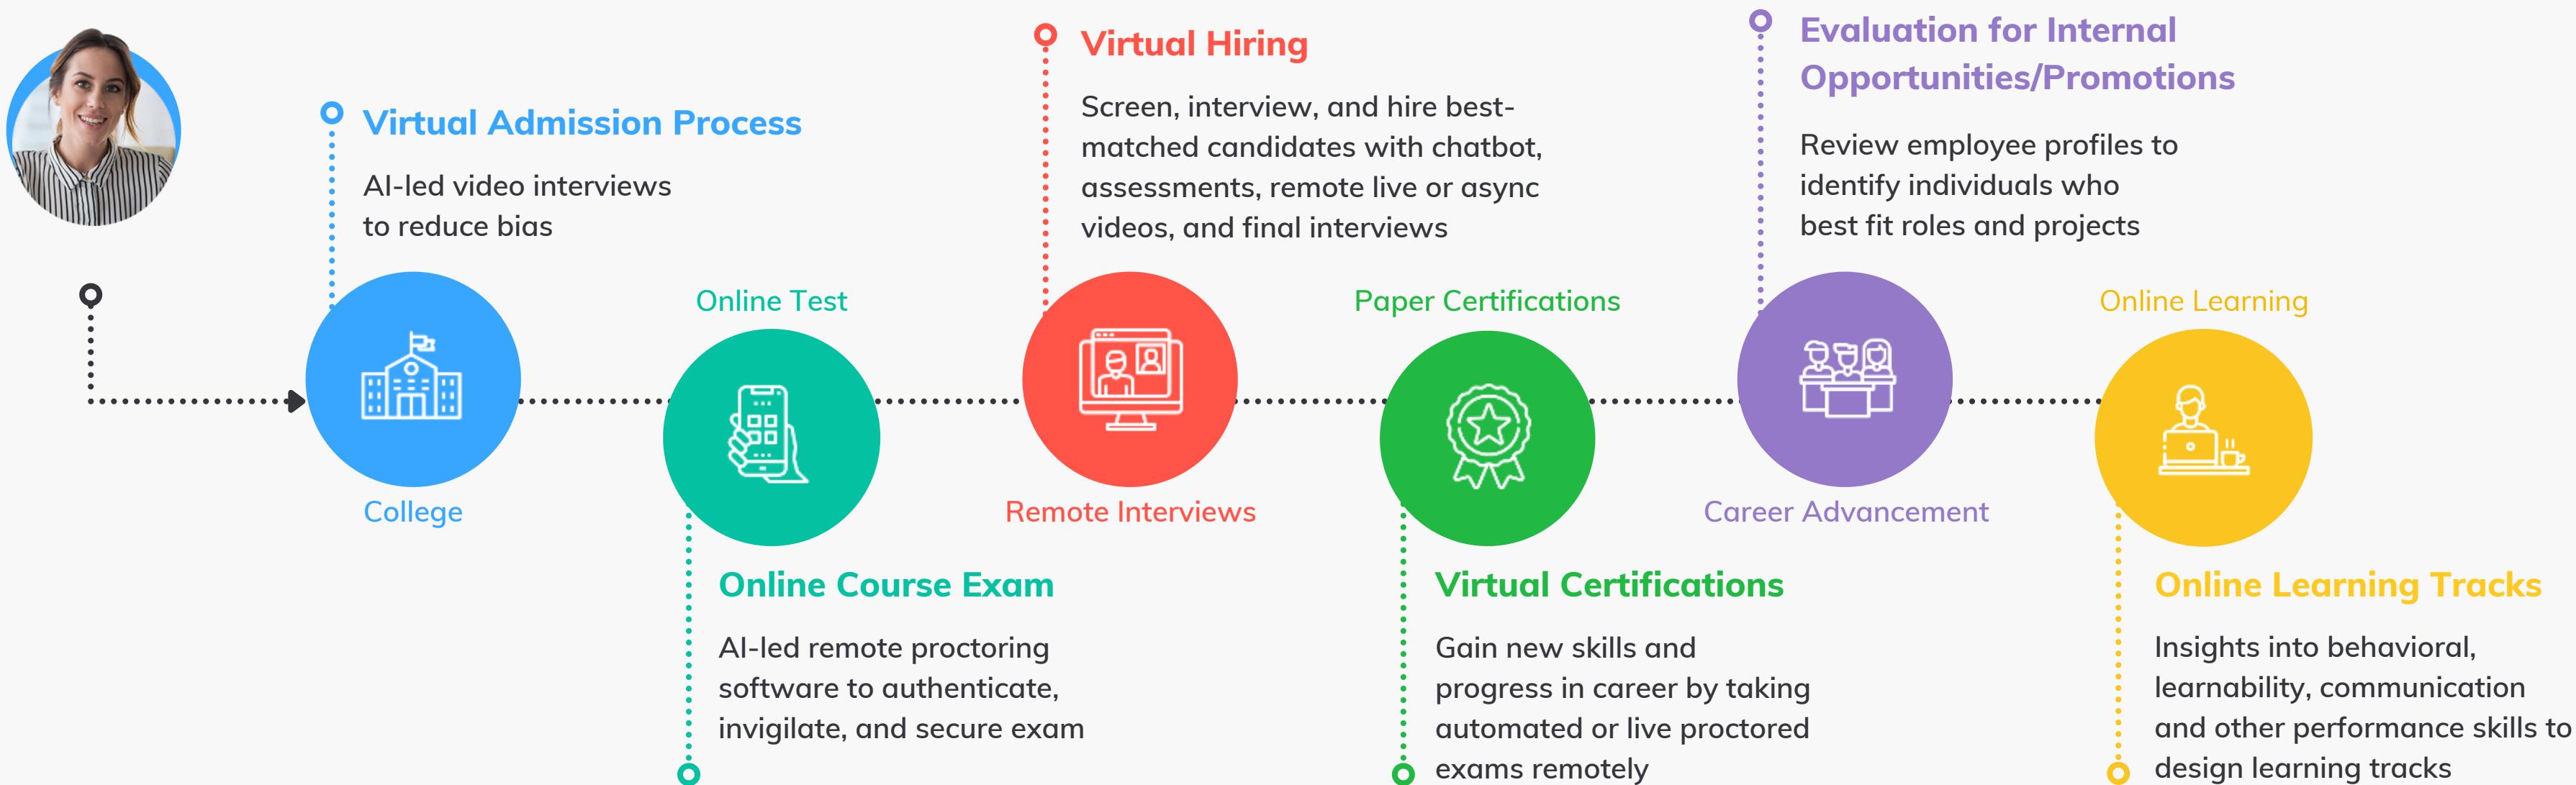 Virtual Admission Process
AI-led video interviews
to reduce bias
College
Online Test
Online Course Exam
AI-led remote proctoring
software to authenticate,
invigilate, and secure exam
Virtual Hiring
Screen, interview, and hire best-
matched candidates with chatbot,
assessments, remote live or async
videos, and final interviews
Remote Interviews
Paper Certifications
Virtual Certifications
Gain new skills and
progress in career by taking
automated or live proctored
exams remotely
Evaluation for Internal
Opportunities/Promotions
Review employee profiles to
identify individuals who
best fit roles and projects
Career Advancement
Online Learning
Online Learning Tracks
Insights into behavioral,
learnability, communication
and other performance skills to
design learning tracks